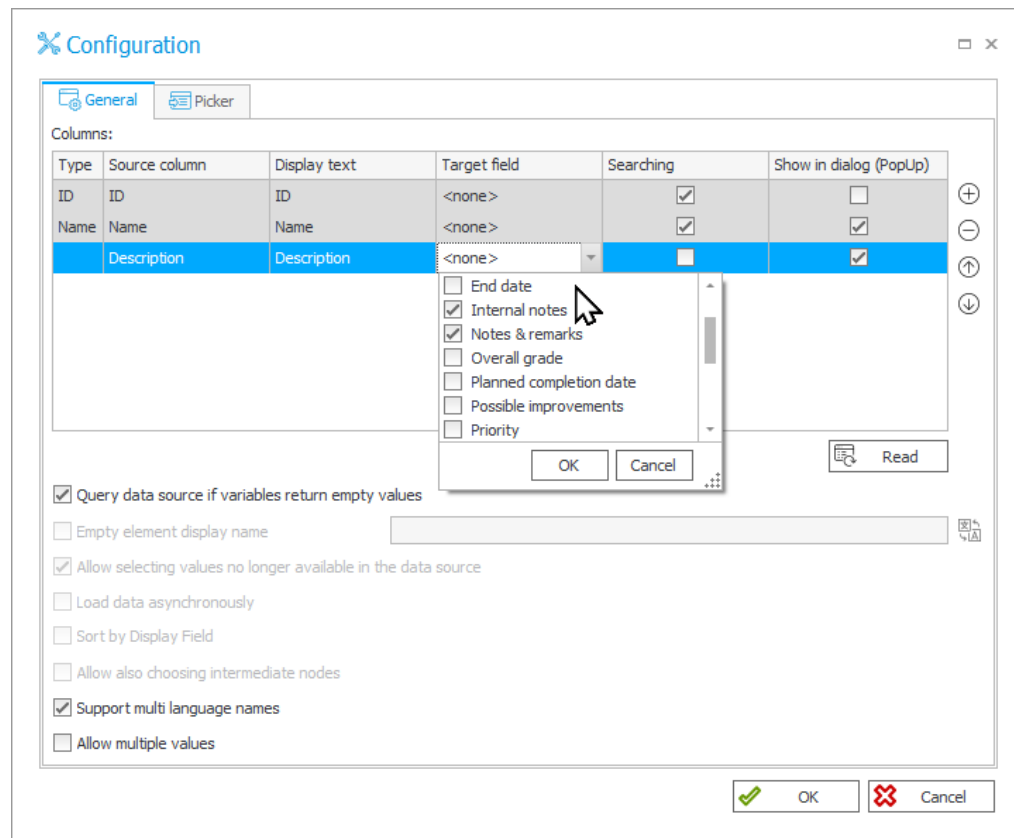 Configuration
General Picker
Columns:
Type Source column Display text Target field Searching Show in dialog (PopUp)
ID ID ID <none>
Name Name Name <none>
Description Description <none>
End date
Internal notes
Notes & remarks
Overall grade
Planned completion date
Possible improvements
Priority
OK Cancel
Read
Query data source if variables return empty values
Empty element display name
Allow selecting values no longer available in the data source
Load data asynchronously
Sort by Display Field
Allow also choosing intermediate nodes
Support multi language names
Allow multiple values
OK Cancel